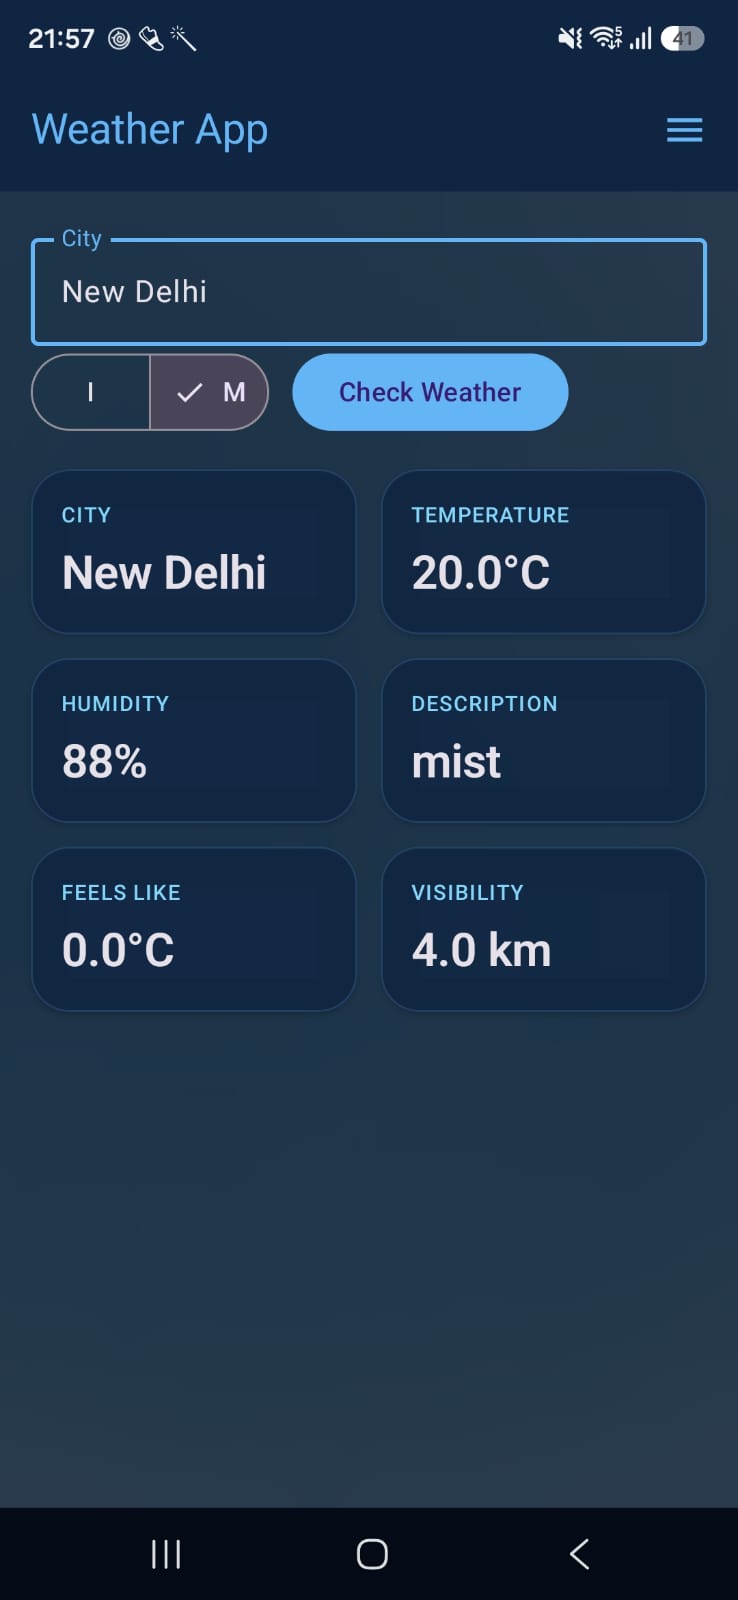 21:57
5
41
Weather App
City
New Delhi
I
M
Check Weather
CITY
New Delhi
TEMPERATURE
20.0°C
HUMIDITY
88%
DESCRIPTION
mist
FEELS LIKE
0.0°C
VISIBILITY
4.0 km